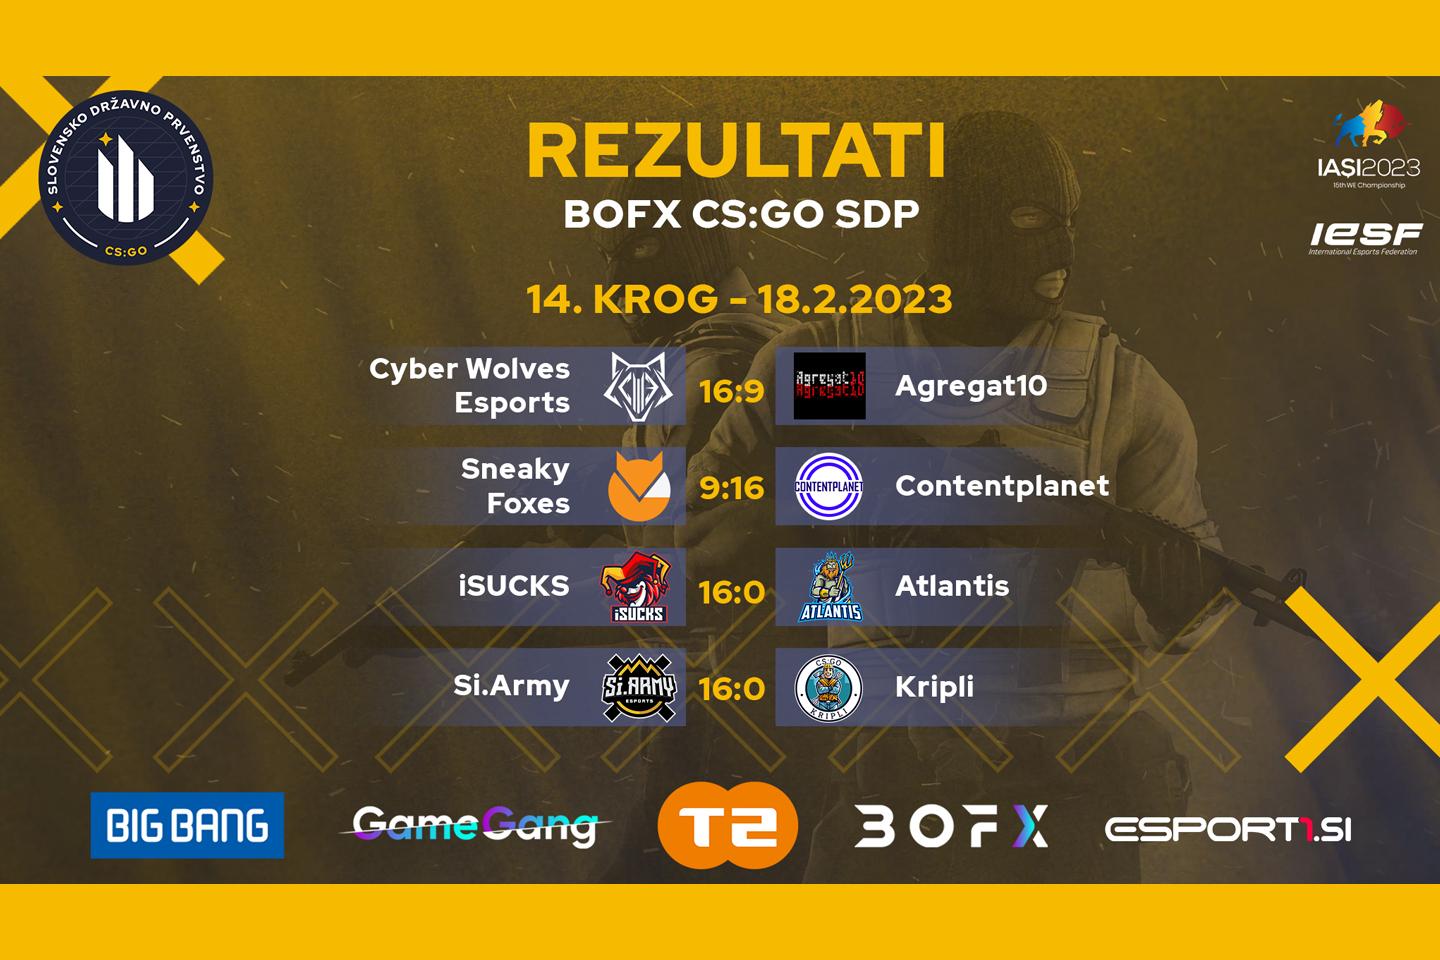 SLOVENSKO DRŽAVNO PRVENSTVO
CS:GO
REZULTATI
BOFX CS:GO SDP
14. KROG - 18.2.2023
IAȘI2023
15th WE Championship
IESF
International Esports Federation
Cyber Wolves
Esports
16:9
Agregat10
Agregat10
Agregat10
Sneaky
Foxes
9:16
CONTENTPLANET
Contentplanet
iSUCKS
iSUCKS
16:0
ATLANTIS
Atlantis
Si.Army
Si.ARMY
ESPORTS
16:0
CS:GO
KRIPLI
Kripli
BIG BANG
GameGang
T2
BOFX
ESPORT1.SI